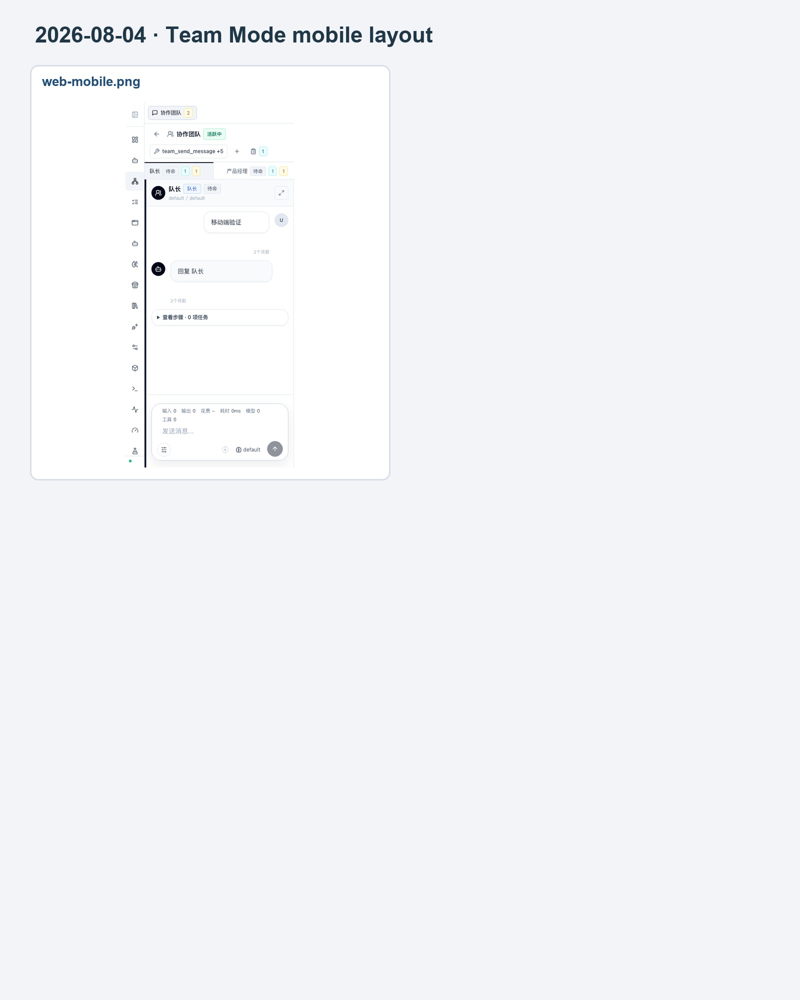 2026-08-04 · Team Mode mobile layout
web-mobile.png
协作团队 2
协作团队 活跃中
team_send_message +5 1
队长 待命 1 1 产品经理 待命 1 1
队长 队长 待命
default / default
移动端验证 U
2个月前
回复 队长
2个月前
查看步骤 · 0 项任务
输入 0 输出 0 花费 – 耗时 0ms 模型 0
工具 0
发送消息...
default